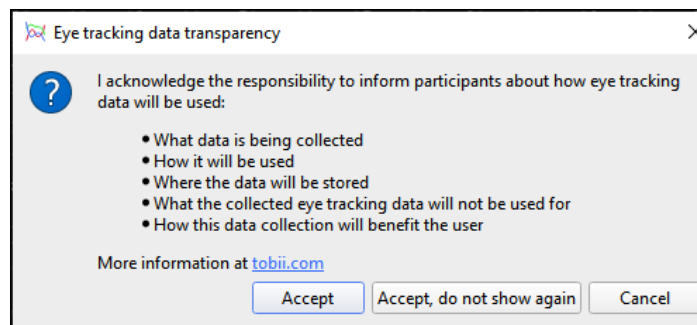 Eye tracking data transparency
I acknowledge the responsibility to inform participants about how eye tracking
data will be used:
• What data is being collected
• How it will be used
• Where the data will be stored
• What the collected eye tracking data will not be used for
• How this data collection will benefit the user
More information at tobii.com
Accept
Accept, do not show again
Cancel